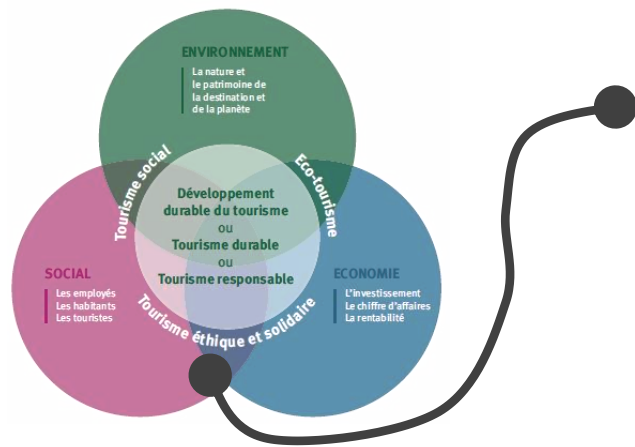 ENVIRONNEMENT
La nature et
le patrimoine de
la destination et
de la planète
Tourisme social
Eco-tourisme
Développement
durable du tourisme
ou
Tourisme durable
ou
Tourisme responsable
SOCIAL
Les employés
Les habitants
Les touristes
ECONOMIE
L'investissement
Le chiffre d'affaires
La rentabilité
Tourisme éthique et solidaire